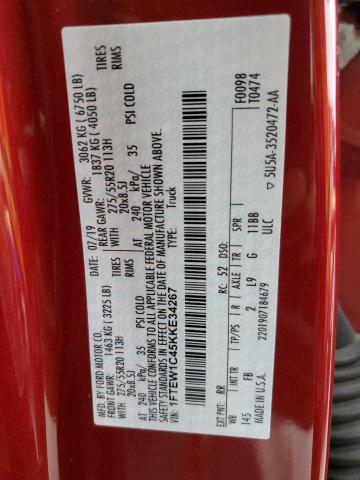 MFD. BY FORD MOTOR CO.
DATE: 07/19 GVWR: 3062 KG ( 6750 LB)
FRONT GAWR: 1463 KG ( 3225 LB) REAR GAWR: 1837 KG ( 4050 LB)
WITH 275/55R20 113H TIRES WITH 275/55R20 113H TIRES
20x8.5J RIMS 20x8.5J RIMS
AT 240 kPa/ 35 PSI COLD AT 240 kPa/ 35 PSI COLD
THIS VEHICLE CONFORMS TO ALL APPLICABLE FEDERAL MOTOR VEHICLE
SAFETY, BUMPER, AND THEFT PREVENTION STANDARDS IN EFFECT ON THE DATE OF MANUFACTURE SHOWN ABOVE.
VIN: 1FTEW1C45KKE34267
TYPE: Truck
F0098
T0474
EXT PNT: RR RC: 52 DSO:
WB INT TR TP/PS R AXLE TR SPR
145 FB 2 L9 G 11BB
MADE IN U.S.A. ULC
2201907184679
5U5A-3520472-AA